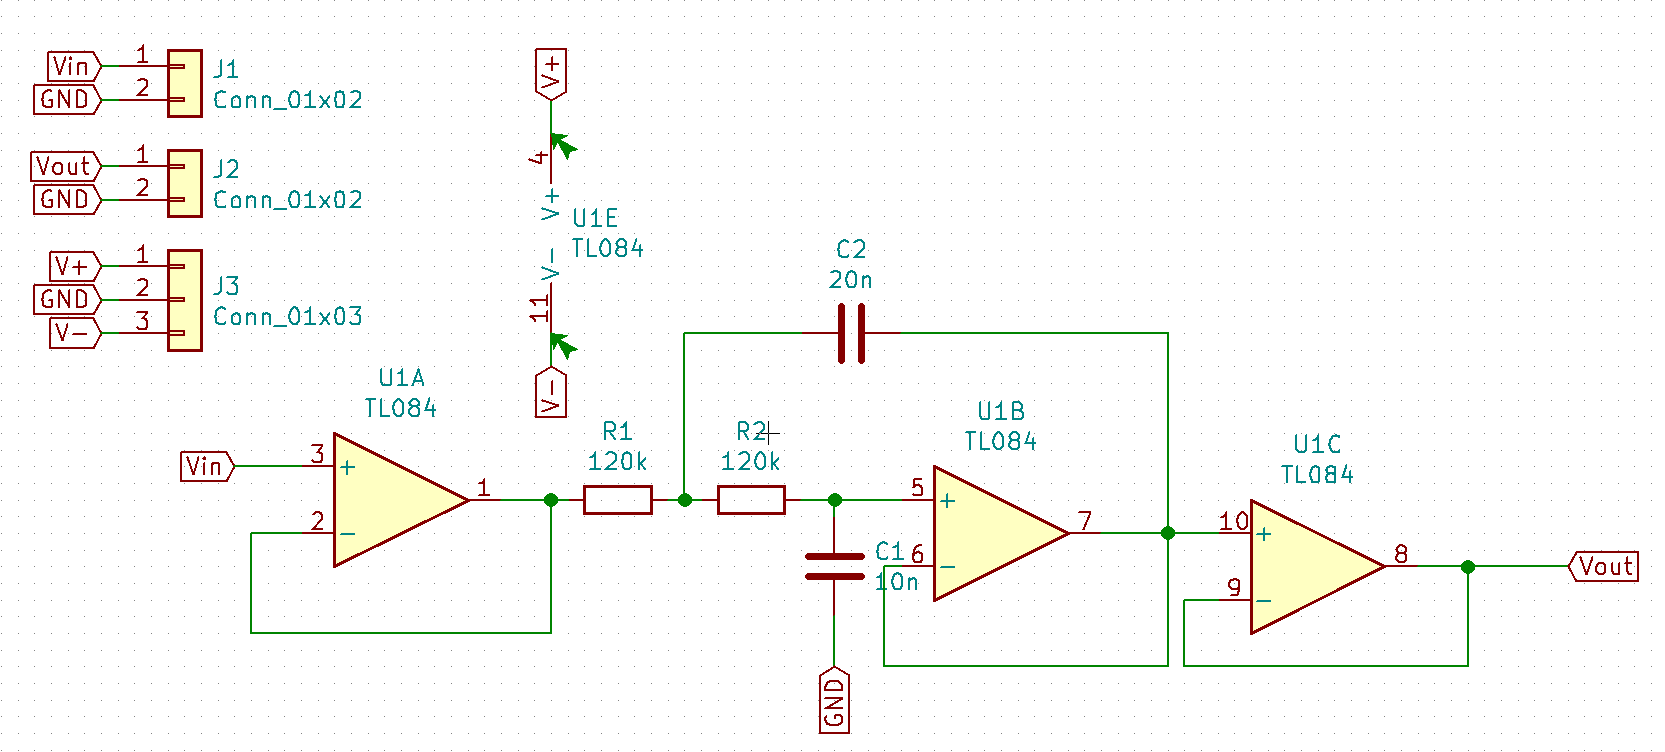 Vin 1
GND 2
J1
Conn_01x02
Vout 1
GND 2
J2
Conn_01x02
V+ 1
GND 2
V- 3
J3
Conn_01x03
V+
4
V+
V-
11
V-
U1E
TL084
C2
20n
U1A
TL084
Vin
3
+
2
-
1
R1
120k
R2
120k
C1
10n
GND
U1B
TL084
5
+
6
-
7
U1C
TL084
10
+
9
-
8
Vout